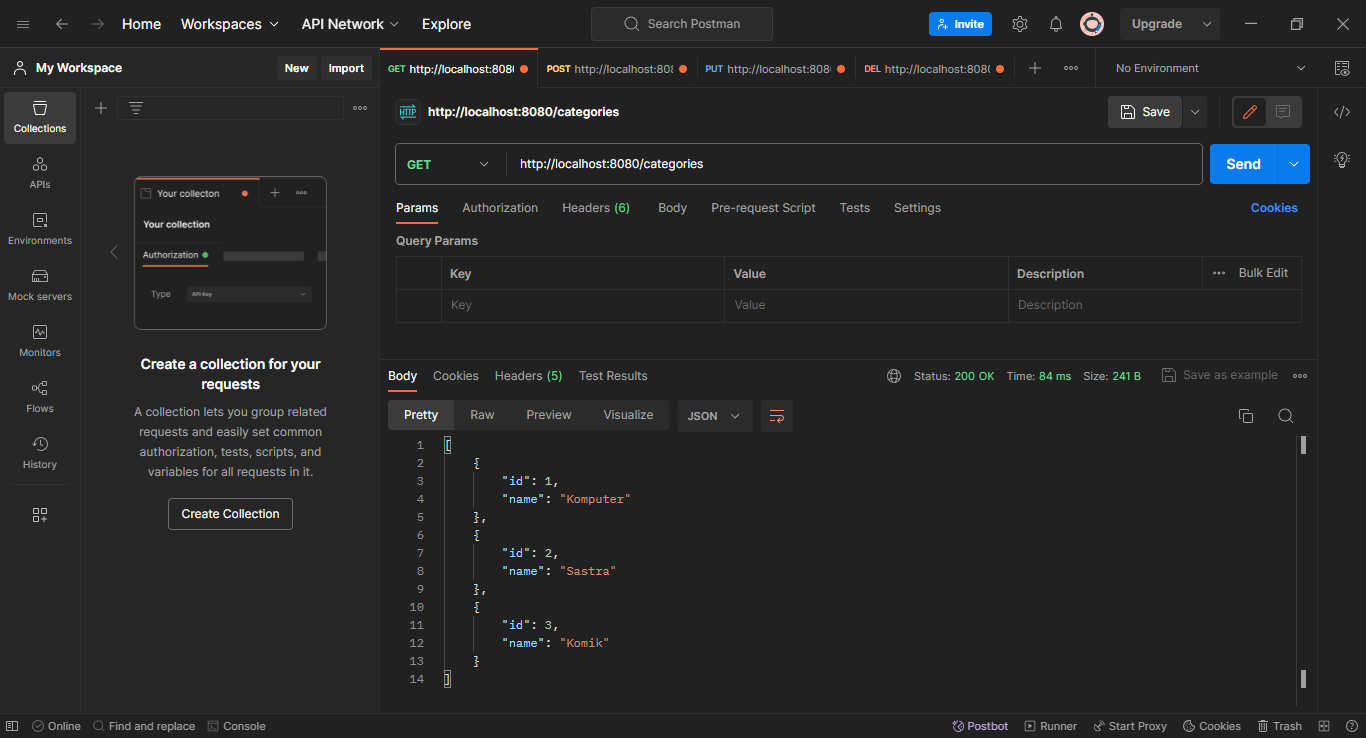 Home Workspaces API Network Explore Search Postman Invite Upgrade
My Workspace New Import GET http://localhost:8080 POST http://localhost:808 PUT http://localhost:8080 DEL http://localhost:8080 No Environment
Collections
APIs
Environments
Mock servers
Monitors
Flows
History
Your collecton
Your collection
Authorization
Type API Key
Create a collection for your
requests
A collection lets you group related
requests and easily set common
authorization, tests, scripts, and
variables for all requests in it.
Create Collection
HTTP http://localhost:8080/categories Save
GET http://localhost:8080/categories Send
Params Authorization Headers (6) Body Pre-request Script Tests Settings Cookies
Query Params
Key Value Description Bulk Edit
Key Value Description
Body Cookies Headers (5) Test Results Status: 200 OK Time: 84 ms Size: 241 B Save as example
Pretty Raw Preview Visualize JSON
1 [
2 {
3 "id": 1,
4 "name": "Komputer"
5 },
6 {
7 "id": 2,
8 "name": "Sastra"
9 },
10 {
11 "id": 3,
12 "name": "Komik"
13 }
14 ]
Online Find and replace Console Postbot Runner Start Proxy Cookies Trash